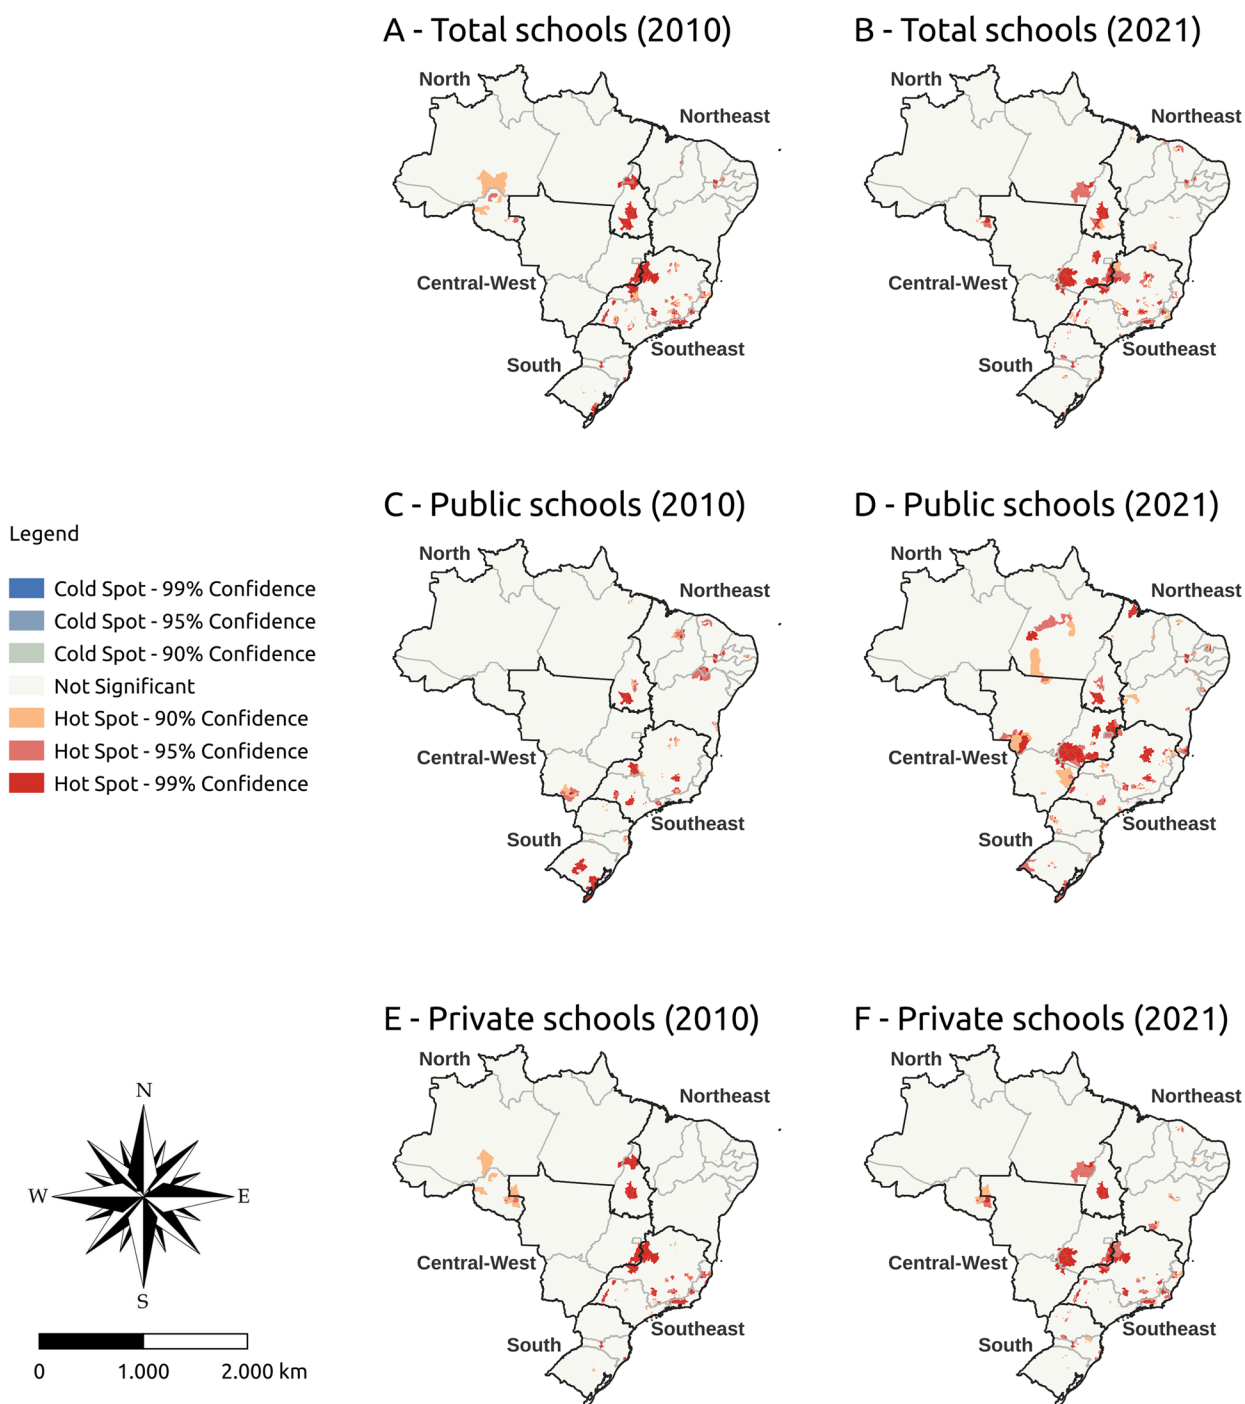 A - Total schools (2010)
B - Total schools (2021)
North
Northeast
Central-West
South
Southeast
North
Northeast
Central-West
South
Southeast
C - Public schools (2010)
D - Public schools (2021)
North
Northeast
Central-West
South
Southeast
North
Northeast
Central-West
South
Southeast
Legend
Cold Spot - 99% Confidence
Cold Spot - 95% Confidence
Cold Spot - 90% Confidence
Not Significant
Hot Spot - 90% Confidence
Hot Spot - 95% Confidence
Hot Spot - 99% Confidence
E - Private schools (2010)
F - Private schools (2021)
North
Northeast
Central-West
South
Southeast
North
Northeast
Central-West
South
Southeast
N
W
E
S
0 1.000 2.000 km